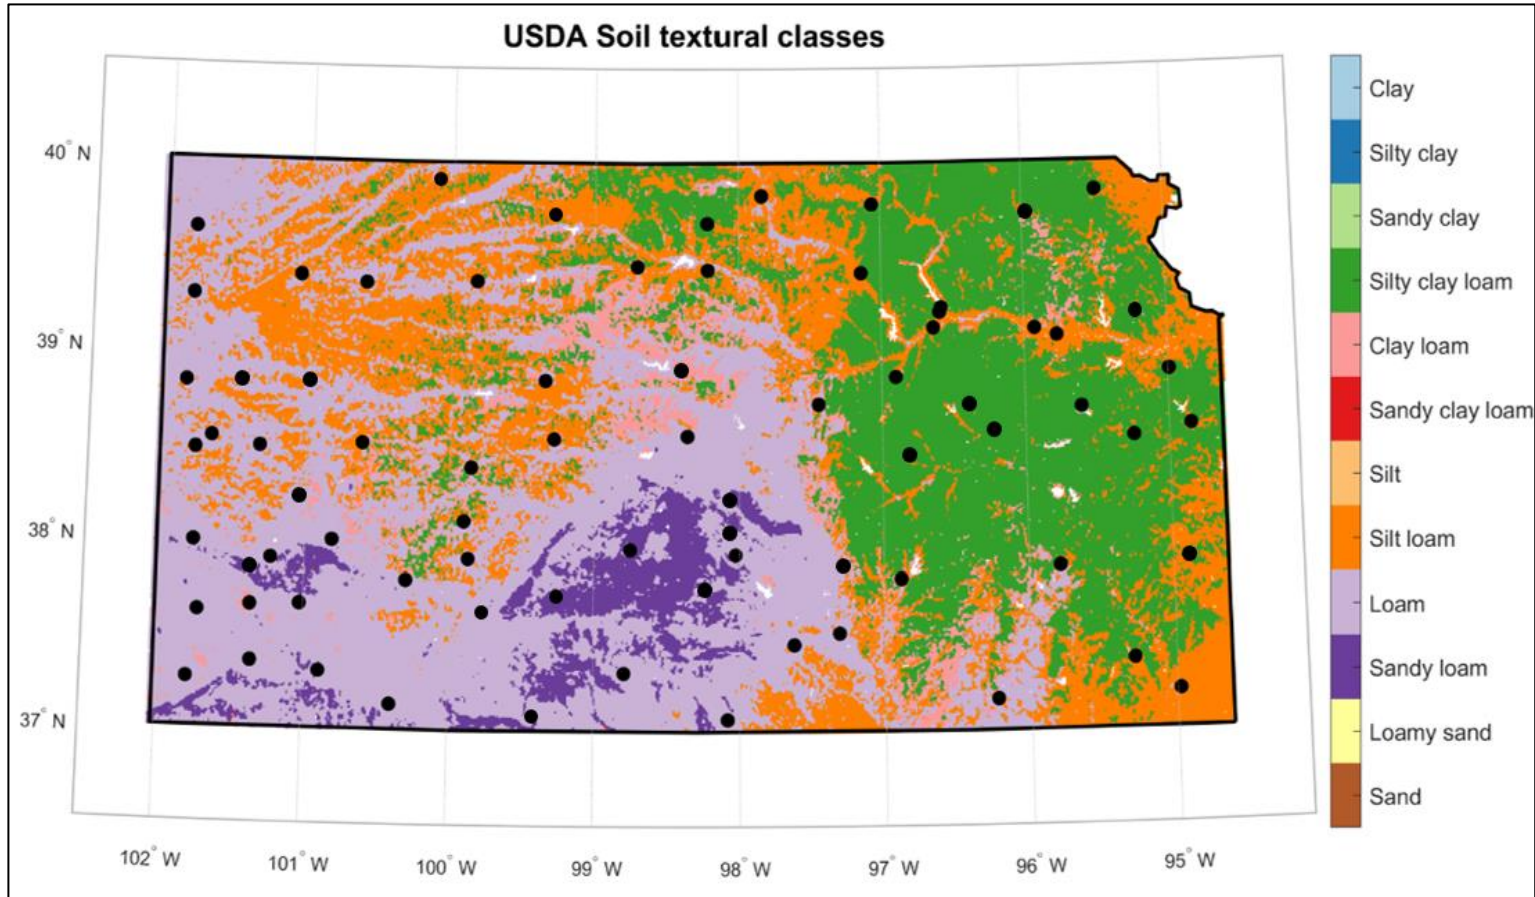 USDA Soil textural classes
40° N
39° N
38° N
37° N
102° W
101° W
100° W
99° W
98° W
97° W
96° W
95° W
Clay
Silty clay
Sandy clay
Silty clay loam
Clay loam
Sandy clay loam
Silt
Silt loam
Loam
Sandy loam
Loamy sand
Sand